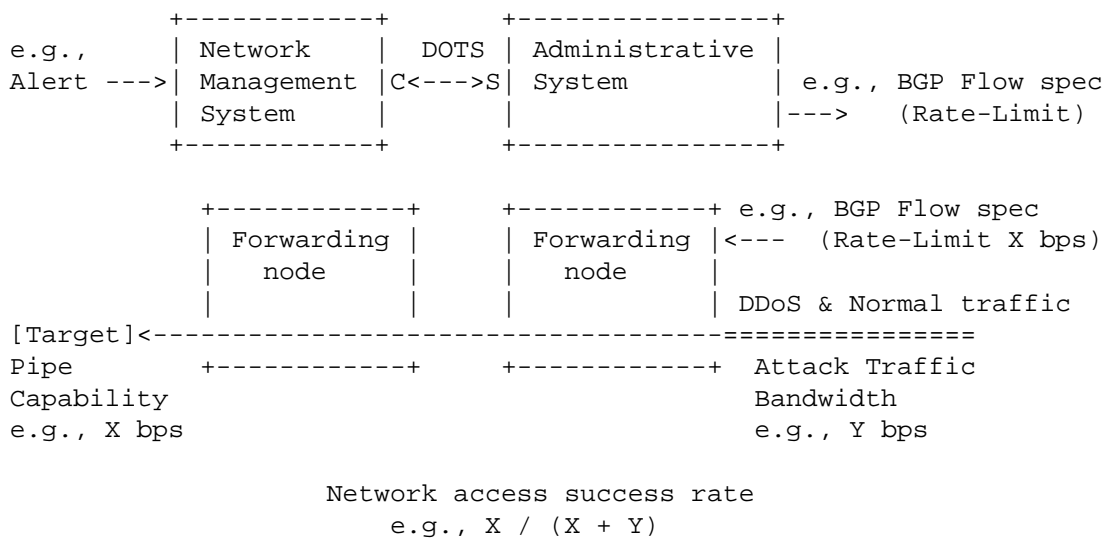 e.g., | Network | DOTS | Administrative |
Alert --->| Management |C<--->S| System | e.g., BGP Flow spec
| System | | |---> (Rate-Limit)
e.g., BGP Flow spec
| Forwarding | | Forwarding |<--- (Rate-Limit X bps)
| node | | node |
| | | | DDoS & Normal traffic
[Target]<------------------------------------================
Pipe Attack Traffic
Capability Bandwidth
e.g., X bps e.g., Y bps
Network access success rate
e.g., X / (X + Y)